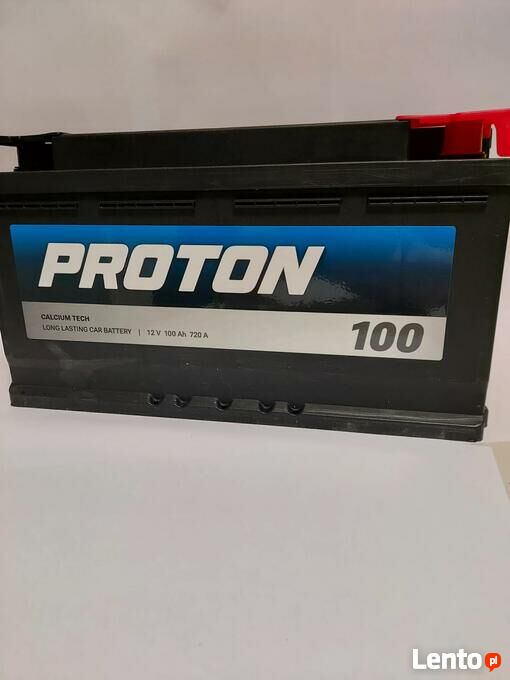 PROTON
CALCIUM TECH
LONG LASTING CAR BATTERY | 12 V 100 Ah 720 A
100
Lento.pl